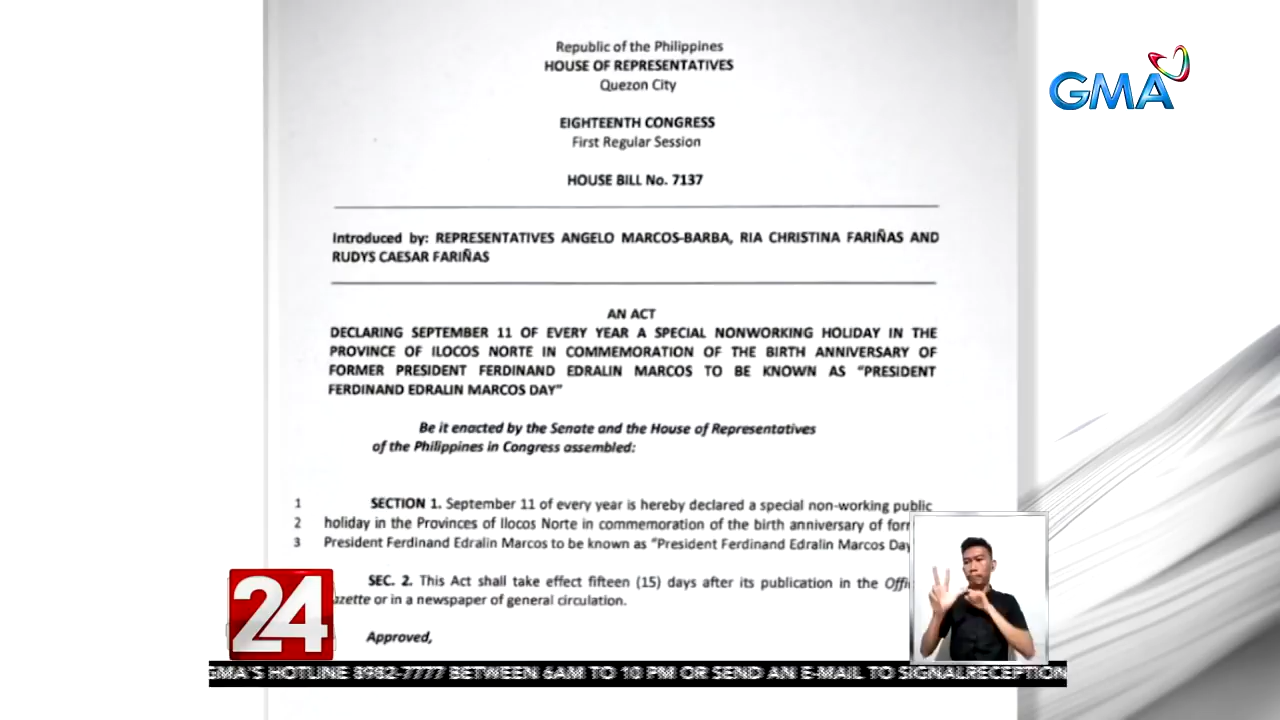 Republic of the Philippines
HOUSE OF REPRESENTATIVES
Quezon City
EIGHTEENTH CONGRESS
First Regular Session
HOUSE BILL No. 7137
Introduced by: REPRESENTATIVES ANGELO MARCOS-BARBA, RIA CHRISTINA FARIÑAS AND
RUDYS CAESAR FARIÑAS
AN ACT
DECLARING SEPTEMBER 11 OF EVERY YEAR A SPECIAL NONWORKING HOLIDAY IN THE
PROVINCE OF ILOCOS NORTE IN COMMEMORATION OF THE BIRTH ANNIVERSARY OF
FORMER PRESIDENT FERDINAND EDRALIN MARCOS TO BE KNOWN AS “PRESIDENT
FERDINAND EDRALIN MARCOS DAY”
Be it enacted by the Senate and the House of Representatives
of the Philippines in Congress assembled:
1 SECTION 1. September 11 of every year is hereby declared a special non-working public
2 holiday in the Provinces of Ilocos Norte in commemoration of the birth anniversary of
3 President Ferdinand Edralin Marcos to be known as “President Ferdinand Edralin Marcos Day
SEC. 2. This Act shall take effect fifteen (15) days after its publication in the
or in a newspaper of general circulation.
Approved,
GMA
24
GMA'S HOTLINE 8982-7777 BETWEEN 6AM TO 10 PM OR SEND AN E-MAIL TO SIGNALRECEPTION